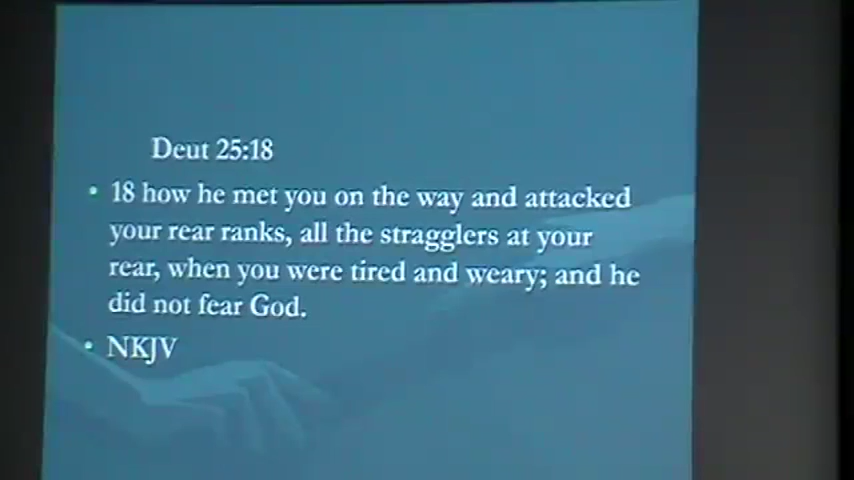 Deut 25:18
• 18 how he met you on the way and attacked
your rear ranks, all the stragglers at your
rear, when you were tired and weary; and he
did not fear God.
• NKJV